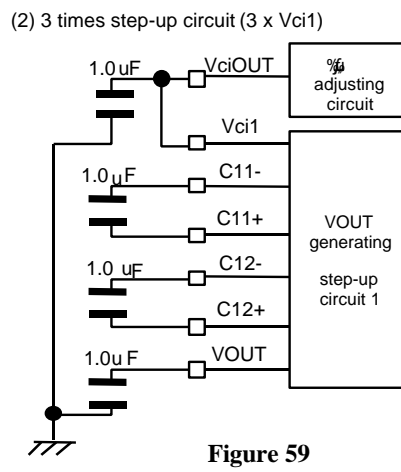 (2) 3 times step-up circuit (3 x Vci1)
1.0 uF
VciOUT
adjusting
circuit
Vci1
1.0 uF
C11-
C11+
VOUT
generating
step-up
circuit 1
1.0 uF
C12-
C12+
1.0u F
VOUT
Figure 59